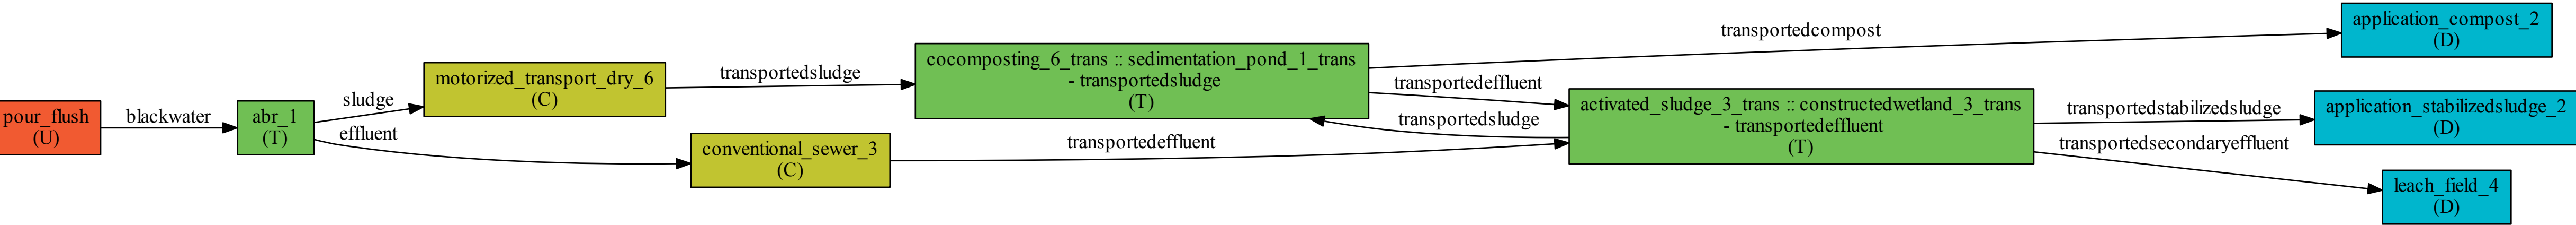 pour_flush
(U)
blackwater
abr_1
(T)
sludge
effluent
motorized_transport_dry_6
(C)
conventional_sewer_3
(C)
transportedsludge
transportedeffluent
cocomposting_6_trans :: sedimentation_pond_1_trans
- transportedsludge
(T)
transportedcompost
transportedeffluent
transportedsludge
activated_sludge_3_trans :: constructedwetland_3_trans
- transportedeffluent
(T)
transportedstabilizedsludge
transportedsecondaryeffluent
application_compost_2
(D)
application_stabilizedsludge_2
(D)
leach_field_4
(D)